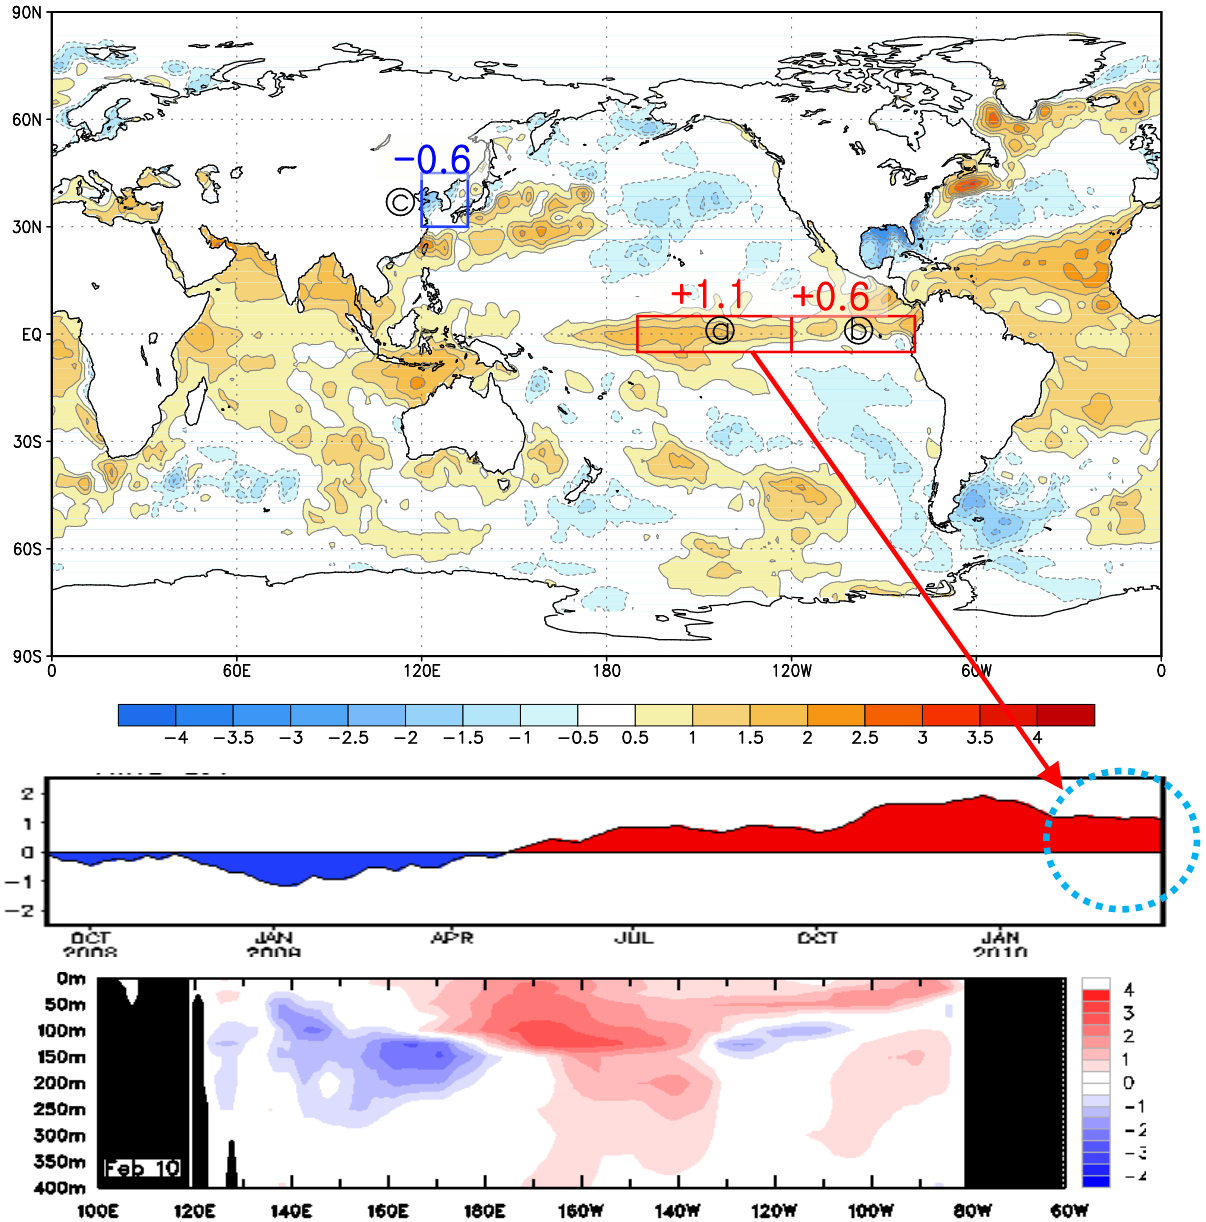 90N
60N
30N
EQ
30S
60S
90S
-0.6
ⓒ
+1.1 +0.6
ⓐ ⓑ
0 60E 120E 180 120W 60W 0
-4 -3.5 -3 -2.5 -2 -1.5 -1 -0.5 0.5 1 1.5 2 2.5 3 3.5 4
2
1
0
-1
-2
OCT JAN APR JUL OCT JAN
2008 2009 2010
0m
50m
100m
150m
200m
250m
300m
350m
400m
Feb 10
4
3
2
1
0
-1
-2
-3
100E 120E 140E 160E 180 160W 140W 120W 100W 80W 60W